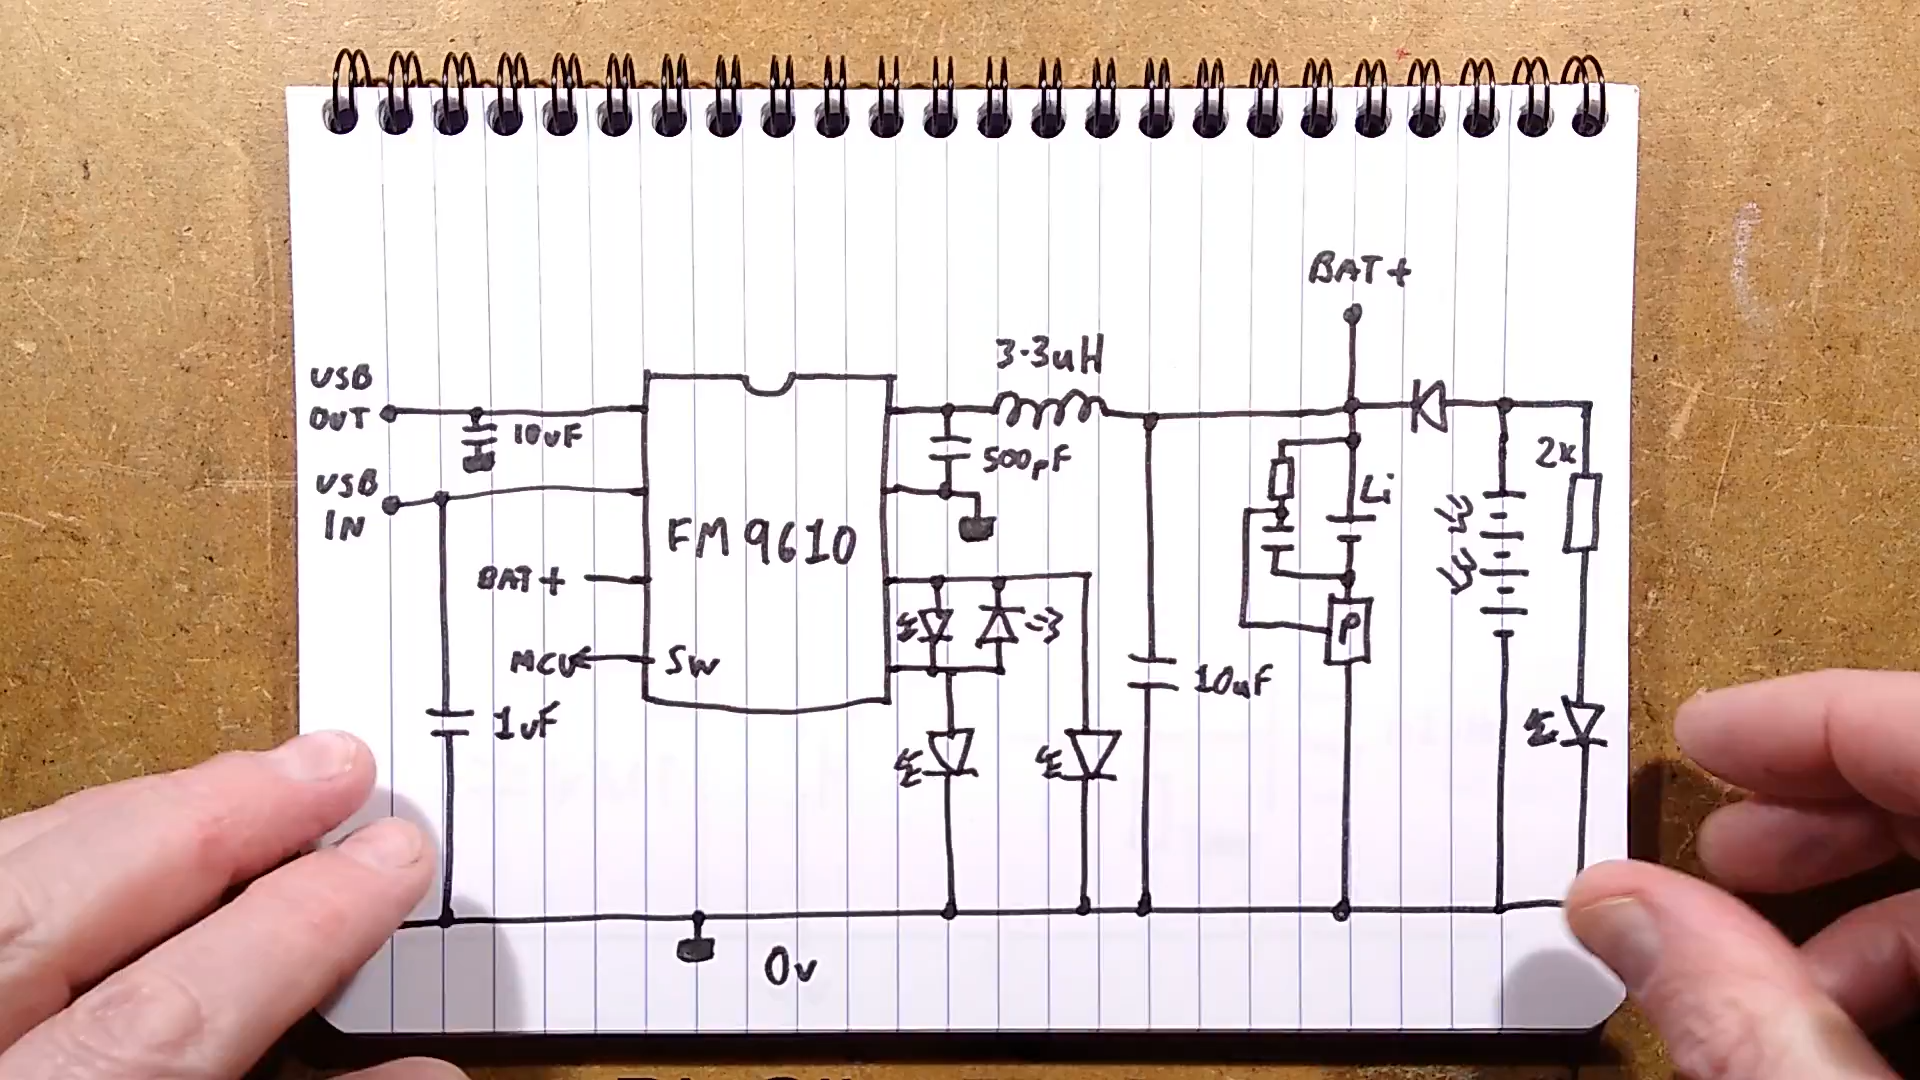 BAT+
3.3uH
USB
OUT
10uF
500pF
2K
USB
IN
Li
FM9610
BAT+
P
MCU
SW
10uF
1uF
0v